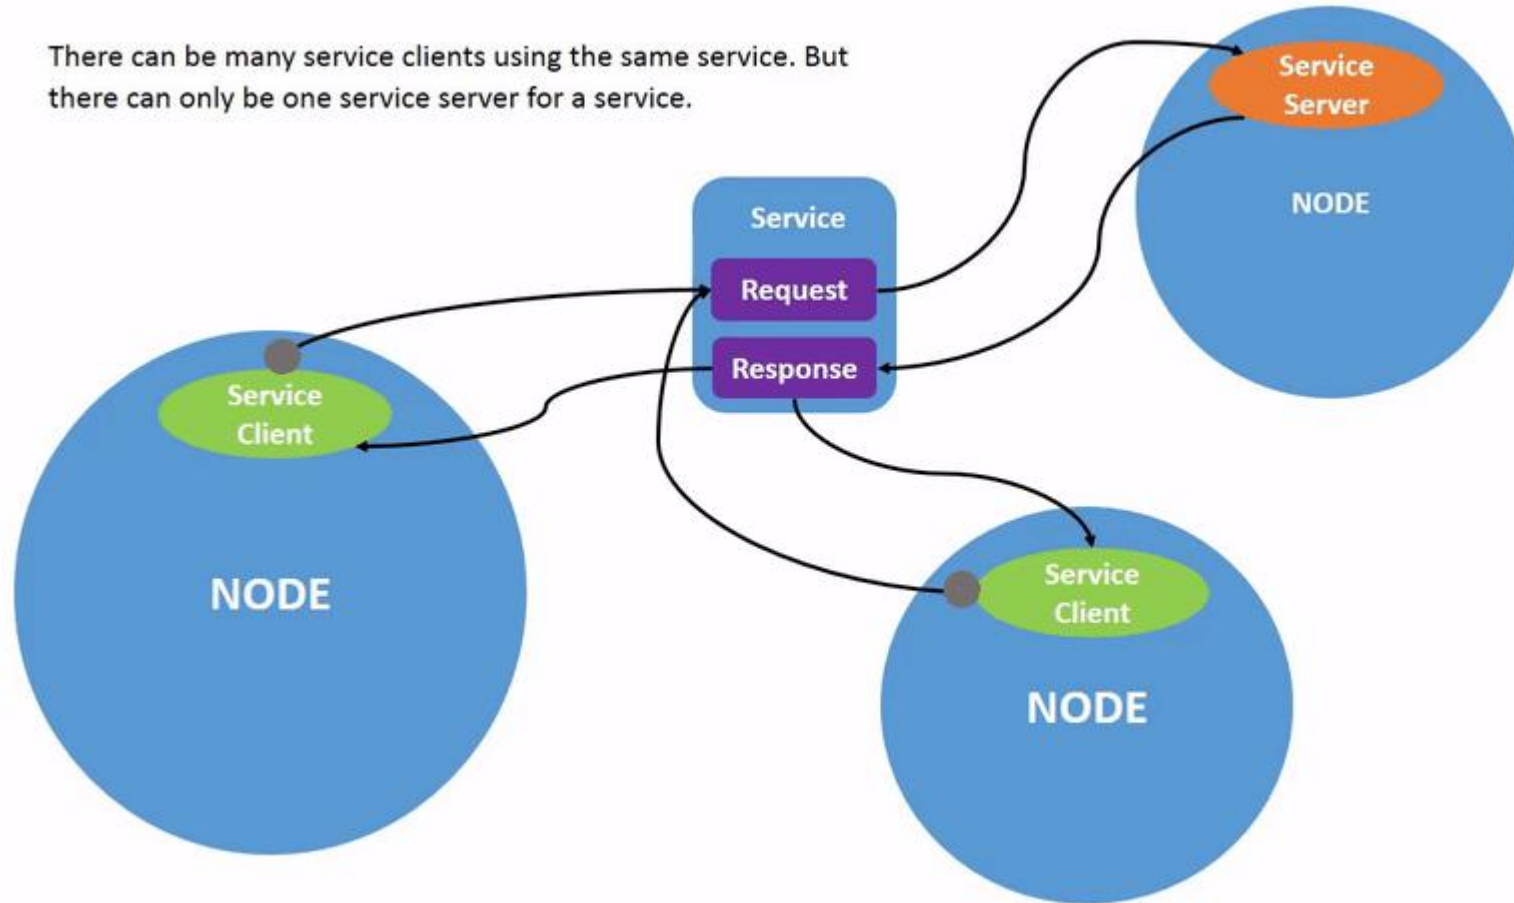 There can be many service clients using the same service. But
there can only be one service server for a service.
Service
Server
NODE
Service
Request
Response
Service
Client
NODE
Service
Client
NODE